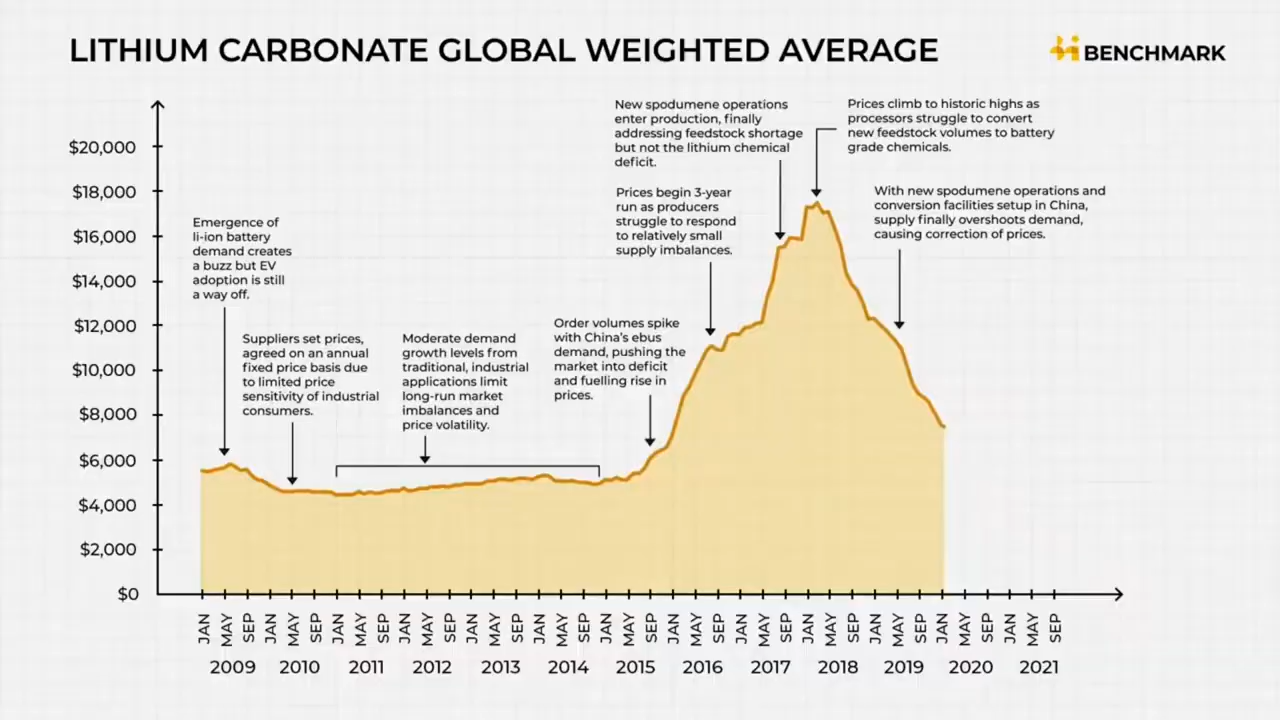 LITHIUM CARBONATE GLOBAL WEIGHTED AVERAGE
BENCHMARK
$20,000
$18,000
$16,000
$14,000
$12,000
$10,000
$8,000
$6,000
$4,000
$2,000
$0
Emergence of
li-ion battery
demand creates
a buzz but EV
adoption is still
a way off.
Suppliers set prices,
agreed on an annual
fixed price basis due
to limited price
sensitivity of industrial
consumers.
Moderate demand
growth levels from
traditional, industrial
applications limit
long-run market
imbalances and
price volatility.
Order volumes spike
with China's ebus
demand, pushing the
market into deficit
and fuelling rise in
prices.
New spodumene operations
enter production, finally
addressing feedstock shortage
but not the lithium chemical
deficit.
Prices begin 3-year
run as producers
struggle to respond
to relatively small
supply imbalances.
Prices climb to historic highs as
processors struggle to convert
new feedstock volumes to battery
grade chemicals.
With new spodumene operations and
conversion facilities setup in China,
supply finally overshoots demand,
causing correction of prices.
JAN MAY SEP JAN MAY SEP JAN MAY SEP JAN MAY SEP JAN MAY SEP JAN MAY SEP JAN MAY SEP JAN MAY SEP JAN MAY SEP JAN MAY SEP JAN MAY SEP JAN MAY SEP JAN MAY SEP
2009 2010 2011 2012 2013 2014 2015 2016 2017 2018 2019 2020 2021